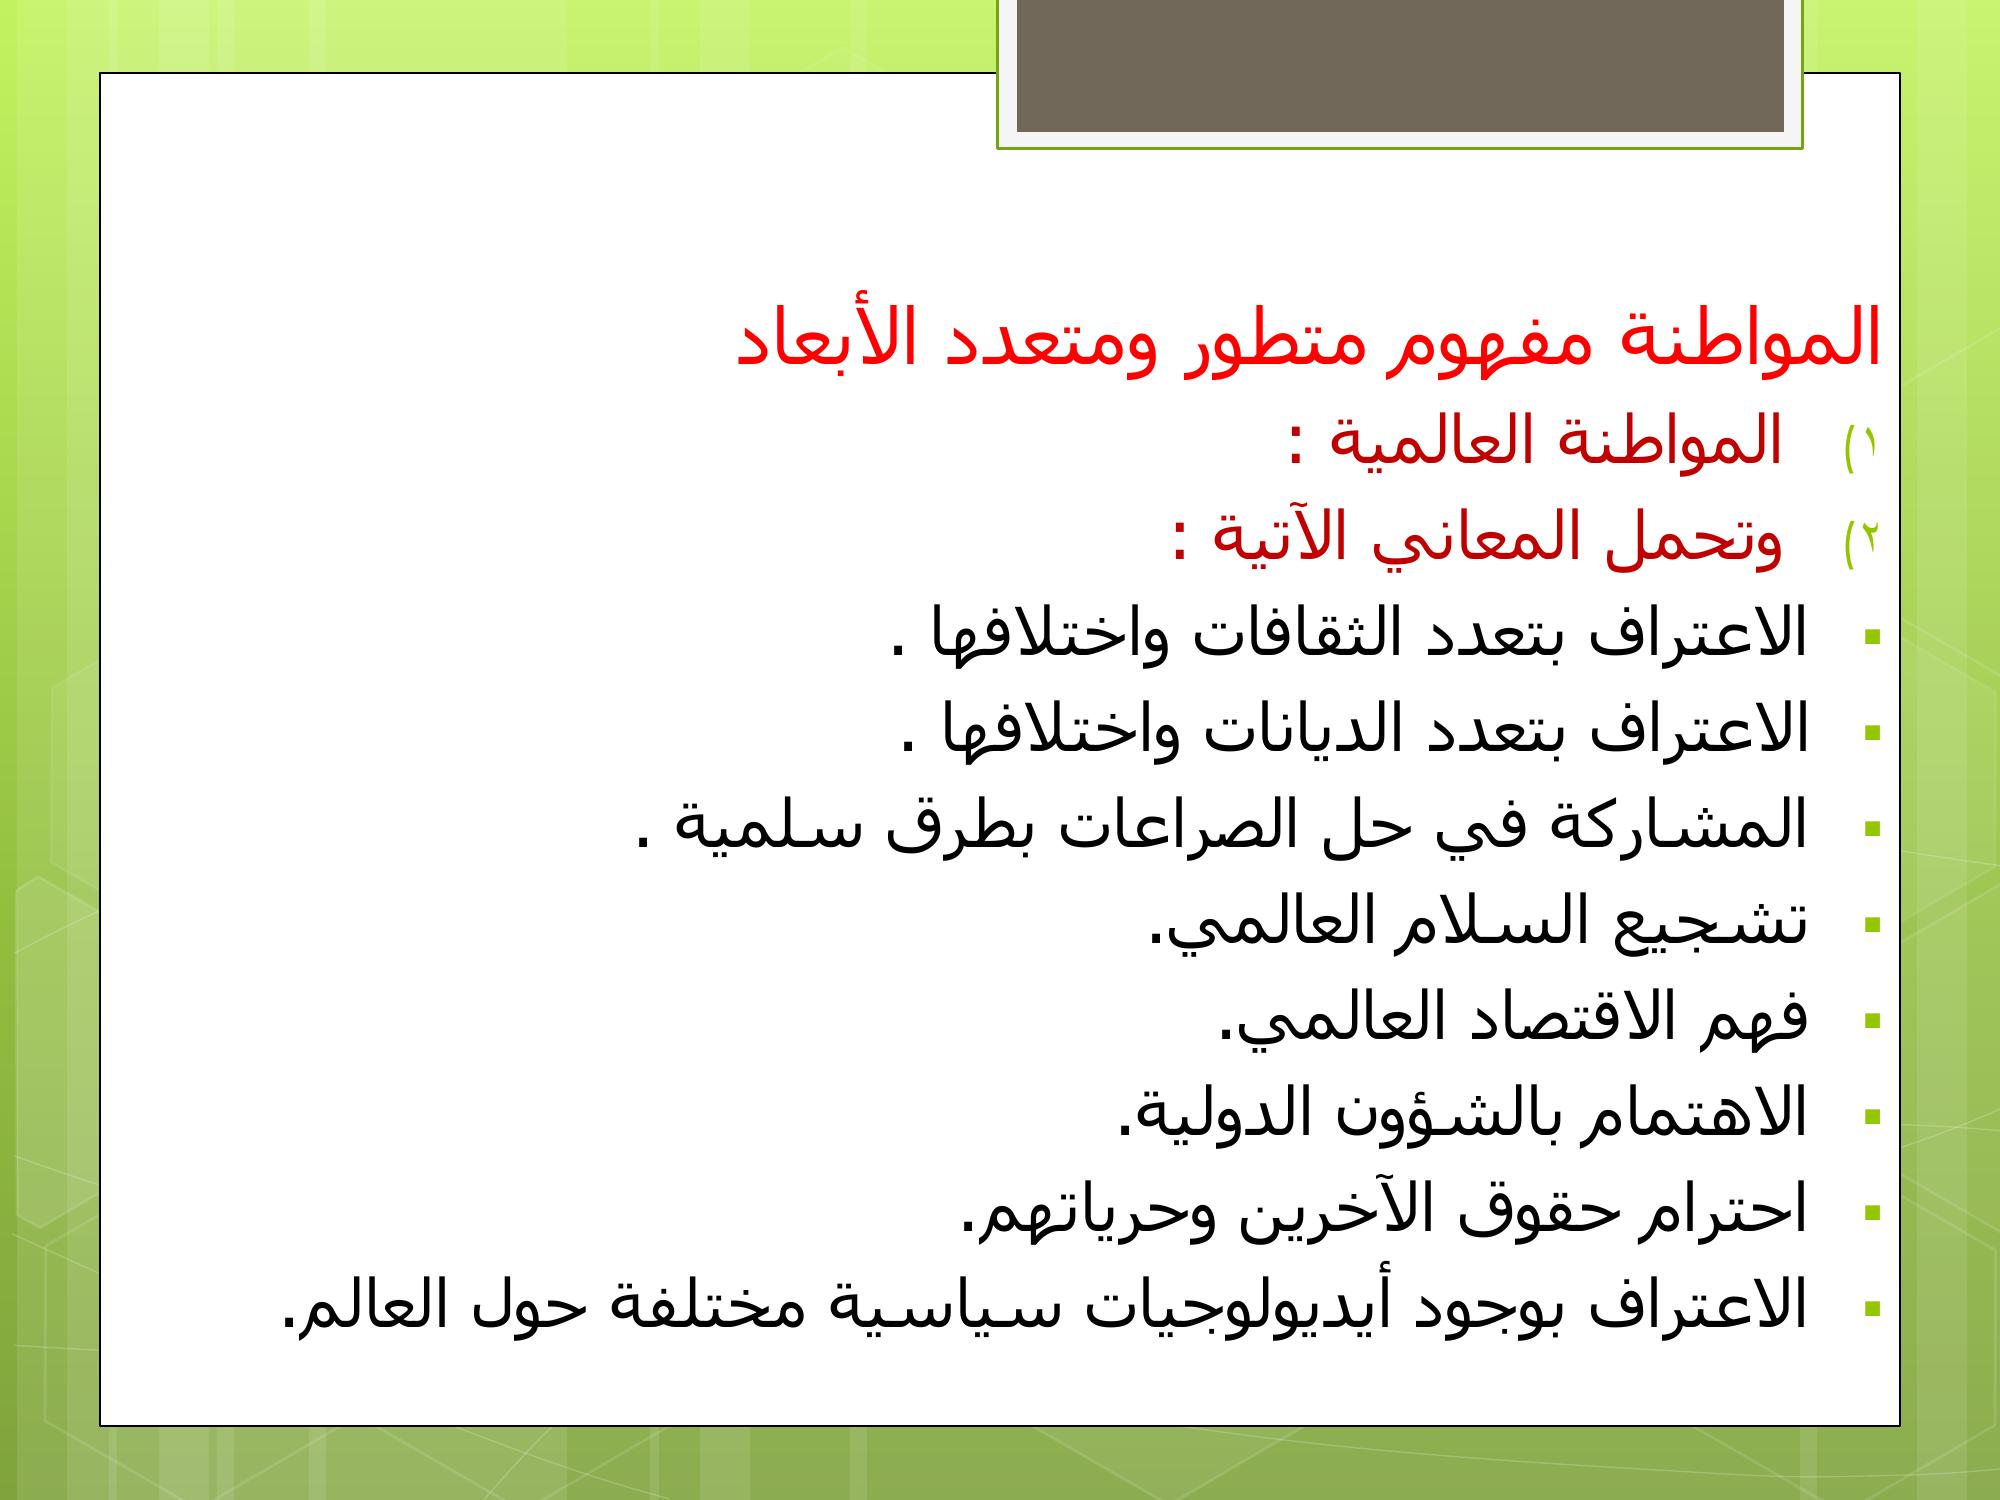 المواطنة مفهوم متطور ومتعدد الأبعاد
١) المواطنة العالمية :
٢) وتحمل المعاني الآتية :
▪ الاعتراف بتعدد الثقافات واختلافها .
▪ الاعتراف بتعدد الديانات واختلافها .
▪ المشاركة في حل الصراعات بطرق سلمية .
▪ تشجيع السلام العالمي.
▪ فهم الاقتصاد العالمي.
▪ الاهتمام بالشؤون الدولية.
▪ احترام حقوق الآخرين وحرياتهم.
▪ الاعتراف بوجود أيديولوجيات سياسية مختلفة حول العالم.